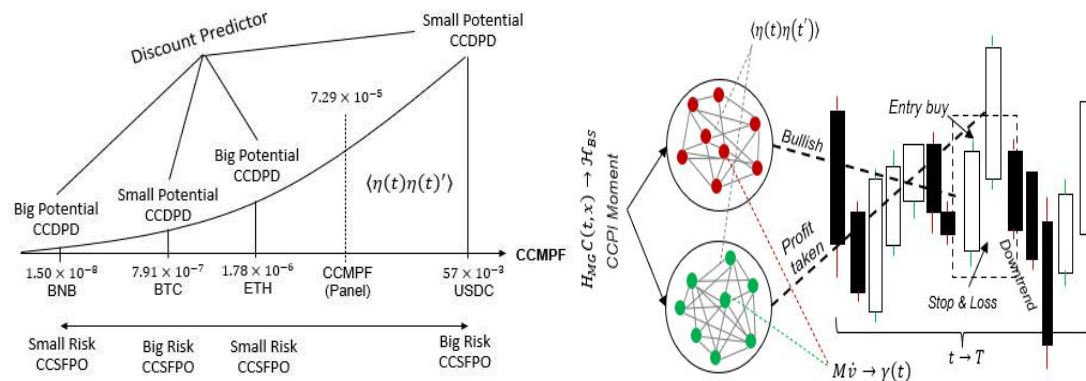 Discount Predictor
Small Potential
CCDPD
7.29 × 10⁻⁵
Big Potential
CCDPD
⟨η(t)η(t)′⟩
Small Potential
CCDPD
Big Potential
CCDPD
CCMPF
1.50 × 10⁻⁸
BNB
7.91 × 10⁻⁷
BTC
1.78 × 10⁻⁶
ETH
CCMPF
(Panel)
57 × 10⁻³
USDC
Small Risk
CCSFPO
Big Risk
CCSFPO
Small Risk
CCSFPO
Big Risk
CCSFPO
⟨η(t)η(t′)⟩
H_MG C(t, x) → ℋ_BS
CCPI Moment
Bullish
Profit
taken
Entry buy
Stop & Loss
Downtrend
t → T
Mv̇ → γ(t)